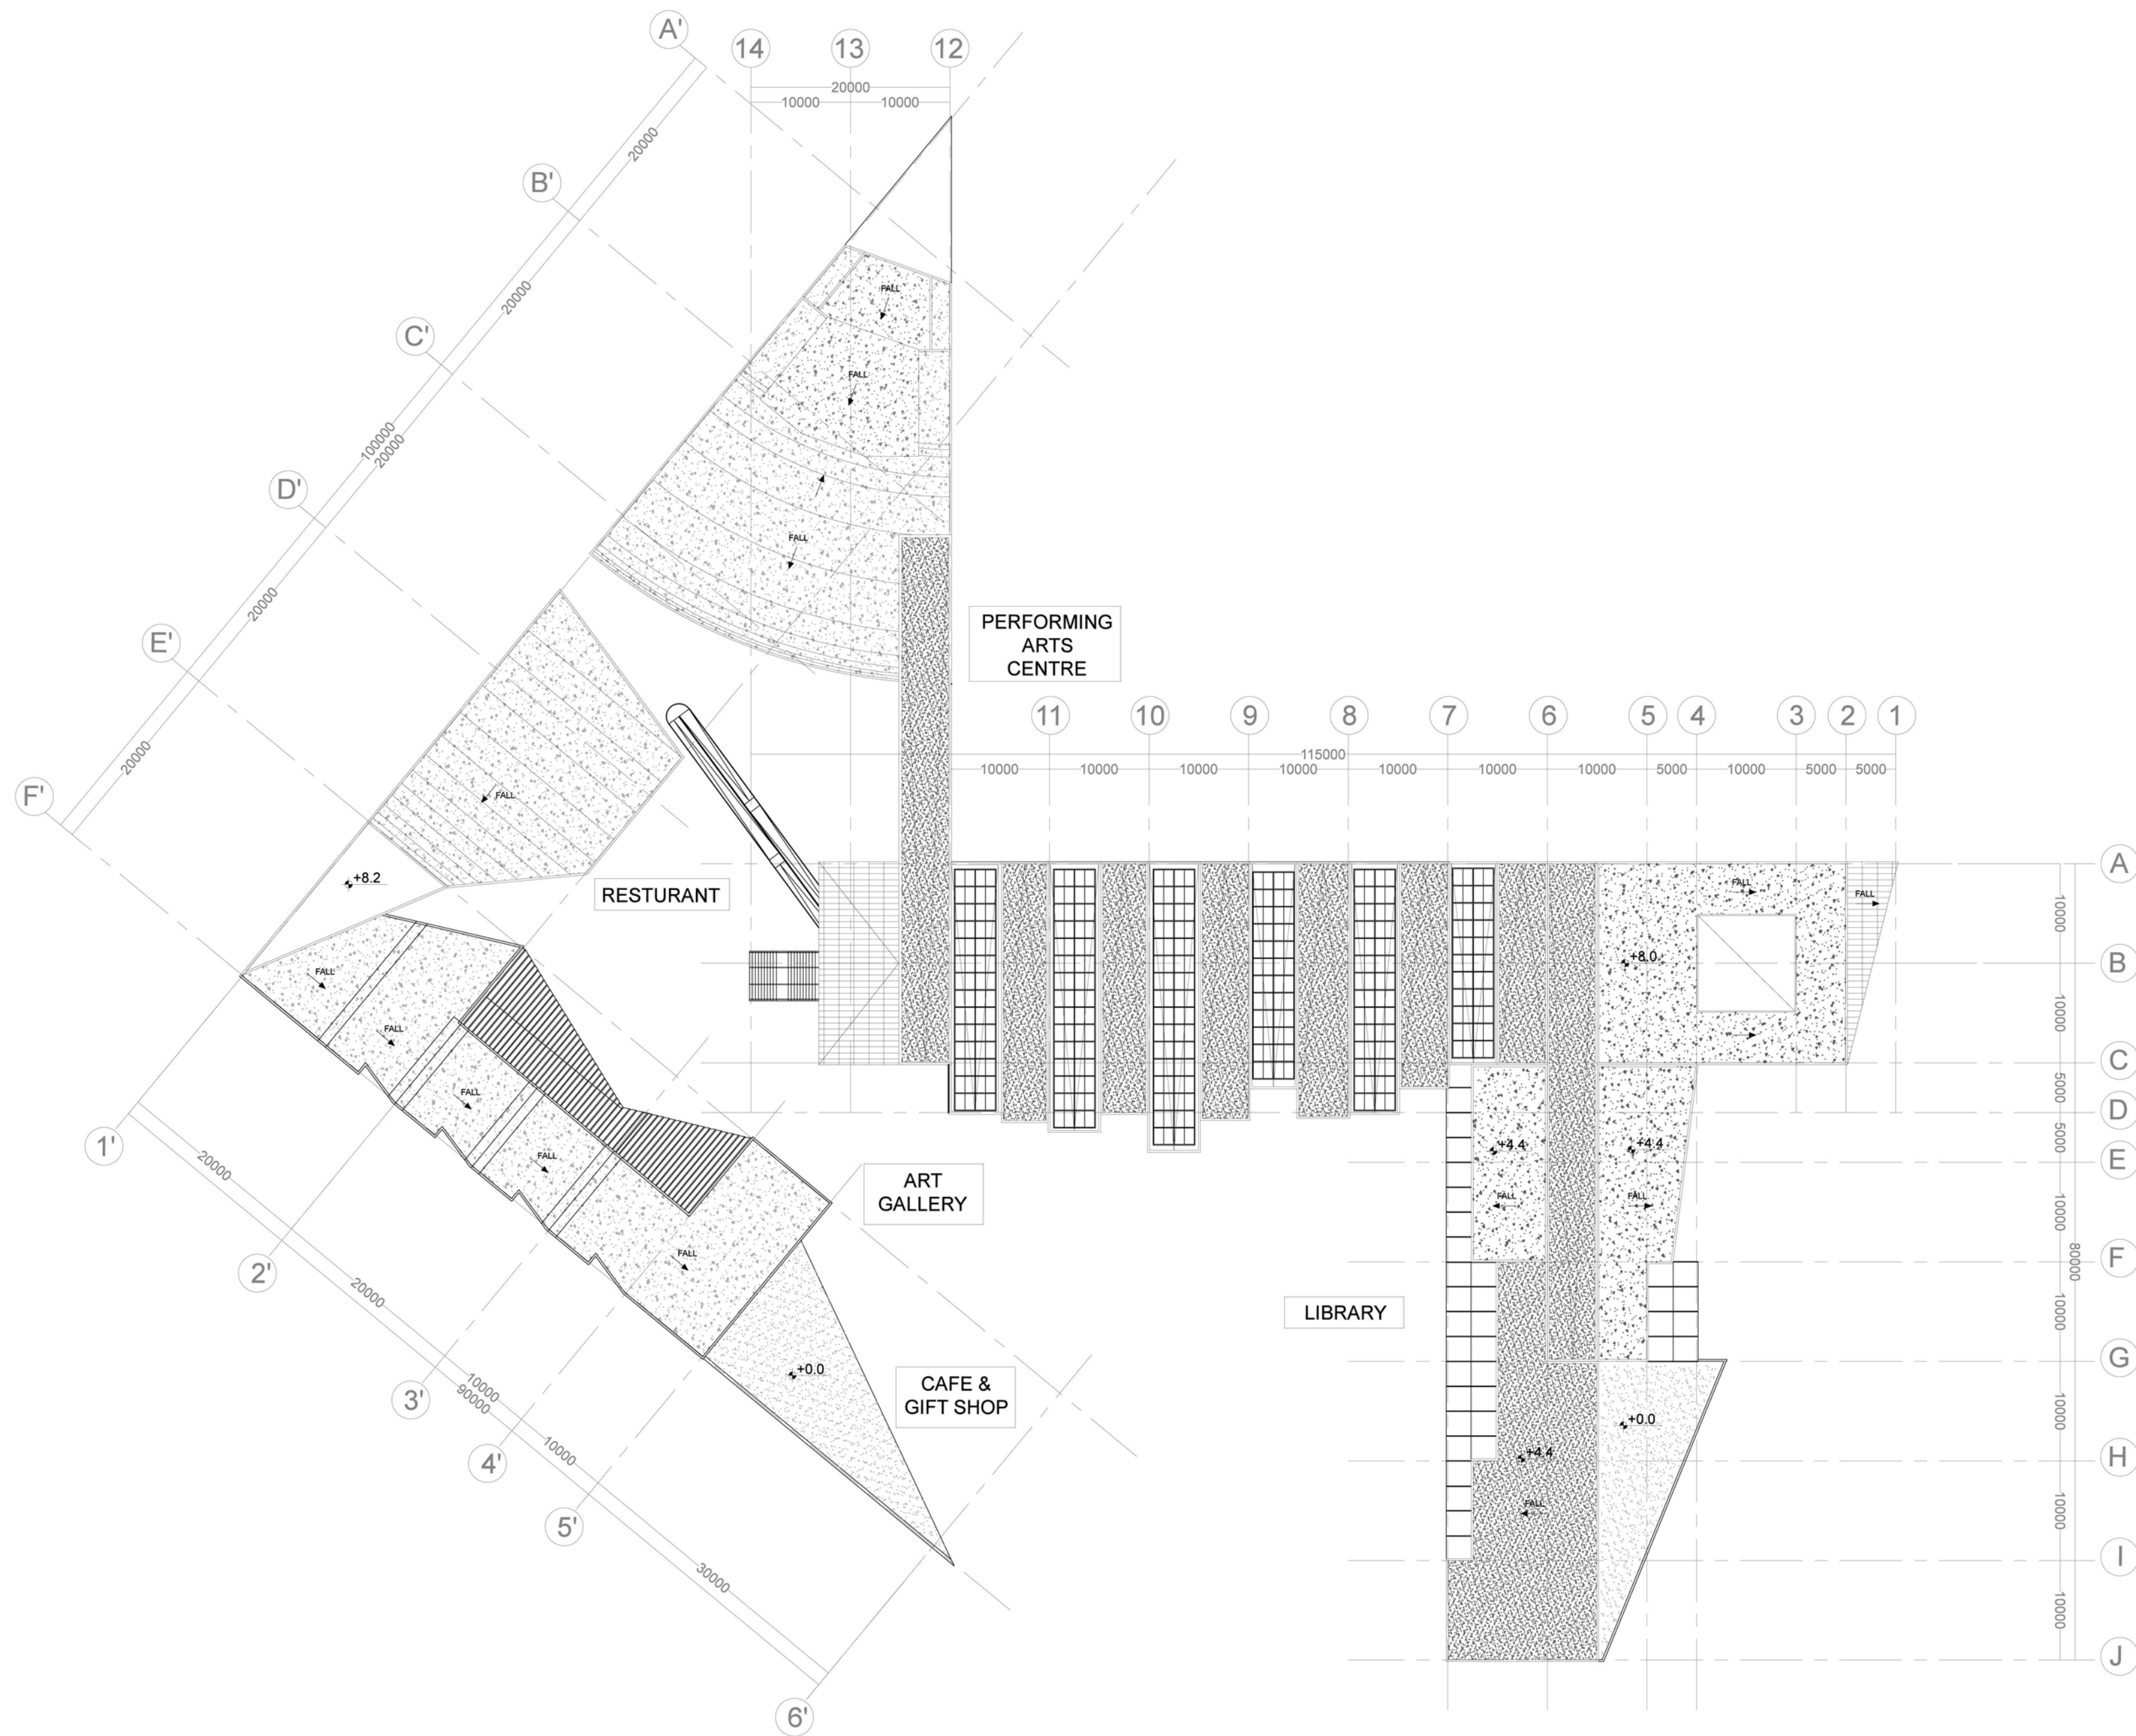 A'
14
13
12
20000
10000
10000
20000
B'
20000
C'
100000
20000
D'
20000
E'
20000
F'
FALL
FALL
FALL
FALL
+8.2
RESTURANT
PERFORMING
ARTS
CENTRE
11
10
9
8
7
6
5
4
3
2
1
115000
10000
10000
10000
10000
10000
10000
10000
5000
10000
5000
5000
A
B
C
D
E
F
G
H
I
J
10000
10000
5000
5000
10000
10000
10000
10000
10000
80000
FALL
FALL
+8.0
+4.4
+4.4
FALL
FALL
+0.0
+4.4
FALL
LIBRARY
FALL
FALL
FALL
FALL
FALL
ART
GALLERY
+0.0
CAFE &
GIFT SHOP
1'
20000
2'
20000
3'
10000
90000
4'
10000
5'
30000
6'